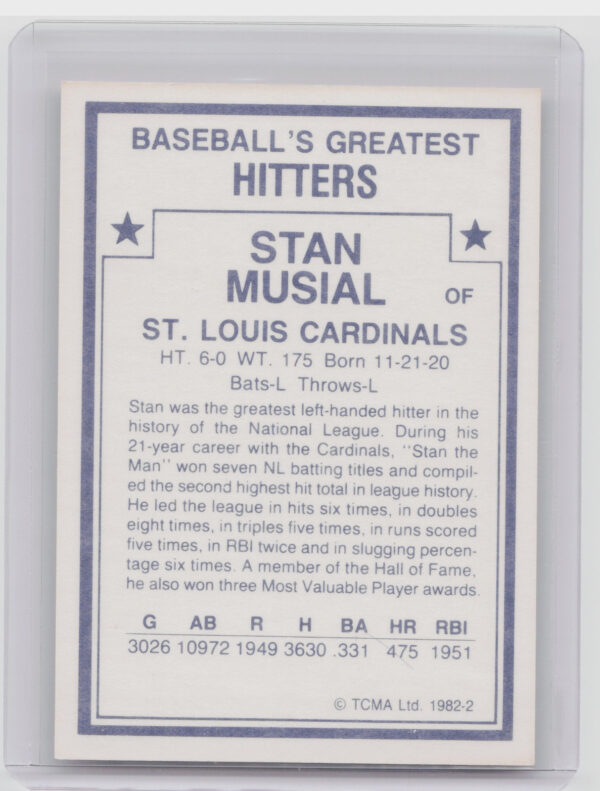 BASEBALL'S GREATEST
HITTERS
STAN
MUSIAL OF
ST. LOUIS CARDINALS
HT. 6-0 WT. 175 Born 11-21-20
Bats-L Throws-L
Stan was the greatest left-handed hitter in the
history of the National League. During his
21-year career with the Cardinals, "Stan the
Man" won seven NL batting titles and compil-
ed the second highest hit total in league history.
He led the league in hits six times, in doubles
eight times, in triples five times, in runs scored
five times, in RBI twice and in slugging percen-
tage six times. A member of the Hall of Fame,
he also won three Most Valuable Player awards.
G AB R H BA HR RBI
3026 10972 1949 3630 .331 475 1951
© TCMA Ltd. 1982-2